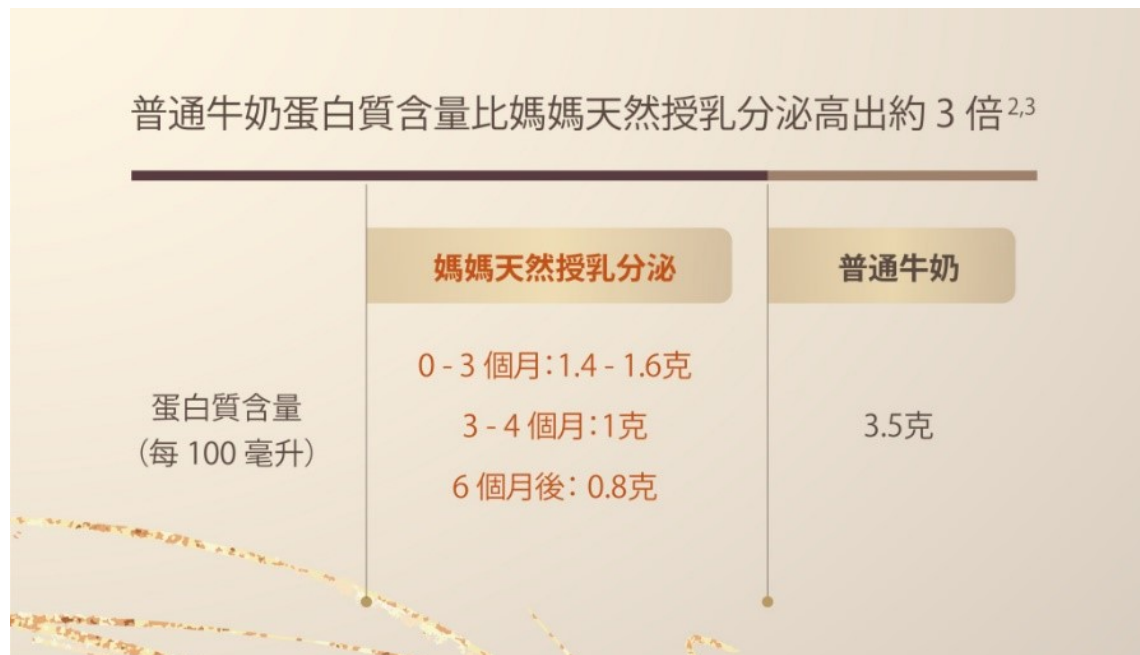 普通牛奶蛋白質含量比媽媽天然授乳分泌高出約 3 倍2,3
媽媽天然授乳分泌
普通牛奶
蛋白質含量
(每 100 毫升)
0 - 3 個月：1.4 - 1.6克
3 - 4 個月：1克
6 個月後：0.8克
3.5克